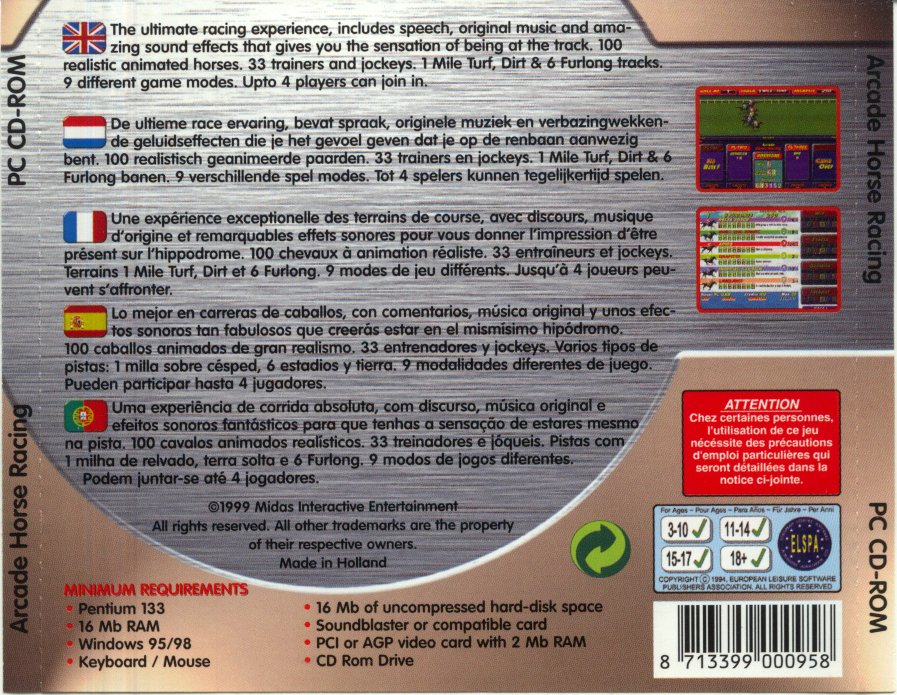 The ultimate racing experience, includes speech, original music and ama-
zing sound effects that gives you the sensation of being at the track. 100
realistic animated horses. 33 trainers and jockeys. 1 Mile Turf, Dirt & 6 Furlong tracks.
9 different game modes. Upto 4 players can join in.
De ultieme race ervaring, bevat spraak, originele muziek en verbazingwekken-
de geluidseffecten die je het gevoel geven dat je op de renbaan aanwezig
bent. 100 realistisch geanimeerde paarden. 33 trainers en jockeys. 1 Mile Turf, Dirt & 6
Furlong banen. 9 verschillende spel modes. Tot 4 spelers kunnen tegelijkertijd spelen.
Une expérience exceptionelle des terrains de course, avec discours, musique
d'origine et remarquables effets sonores pour vous donner l'impression d'être
présent sur l'hippodrome. 100 chevaux à animation réaliste. 33 entraîneurs et jockeys.
Terrains 1 Mile Turf, Dirt et 6 Furlong. 9 modes de jeu différents. Jusqu'à 4 joueurs peu-
vent s'affronter.
Lo mejor en carreras de caballos, con comentarios, música original y unos efec-
tos sonoros tan fabulosos que creerás estar en el mismísimo hipódromo.
100 caballos animados de gran realismo. 33 entrenadores y jockeys. Varios tipos de
pistas: 1 milla sobre césped, 6 estadios y tierra. 9 modalidades diferentes de juego.
Pueden participar hasta 4 jugadores.
Uma experiência de corrida absoluta, com discurso, música original e
efeitos sonoros fantásticos para que tenhas a sensação de estares mesmo
na pista. 100 cavalos animados realísticos. 33 treinadores e jóqueis. Pistas com
1 milha de relvado, terra solta e 6 Furlong. 9 modos de jogos diferentes.
Podem juntar-se até 4 jogadores.
©1999 Midas Interactive Entertainment
All rights reserved. All other trademarks are the property
of their respective owners.
Made in Holland
MINIMUM REQUIREMENTS
• Pentium 133
• 16 Mb RAM
• Windows 95/98
• Keyboard / Mouse
• 16 Mb of uncompressed hard-disk space
• Soundblaster or compatible card
• PCI or AGP video card with 2 Mb RAM
• CD Rom Drive
ATTENTION
Chez certaines personnes,
l'utilisation de ce jeu
nécéssite des précautions
d'emploi particulières qui
seront détaillées dans la
notice ci-jointe.
For Ages – Pour Ages – Para Años – Für Jahre – Per Anni
3-10
11-14
15-17
18+
ELSPA
COPYRIGHT © 1994, EUROPEAN LEISURE SOFTWARE
PUBLISHERS ASSOCIATION. ALL RIGHTS RESERVED
8 713399 000958
PC CD-ROM
Arcade Horse Racing
Arcade Horse Racing
PC CD-ROM